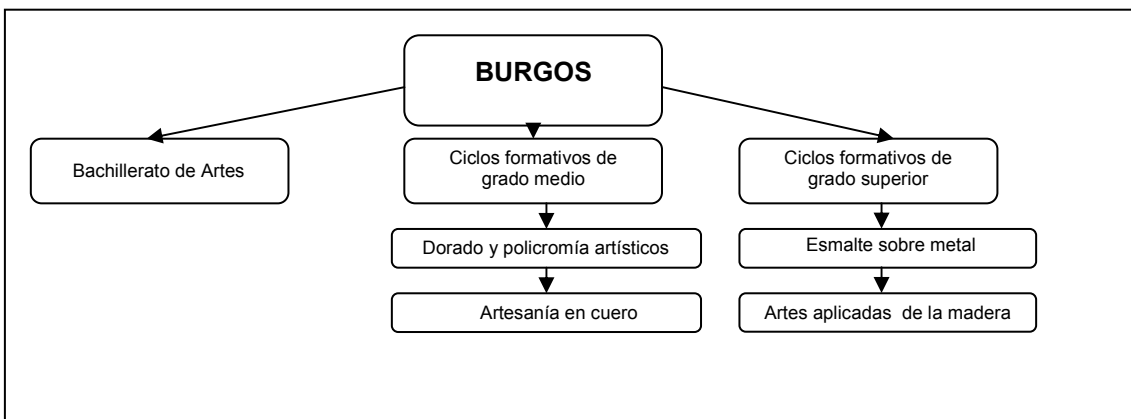 BURGOS
Bachillerato de Artes
Ciclos formativos de
grado medio
Ciclos formativos de
grado superior
Dorado y policromía artísticos
Esmalte sobre metal
Artesanía en cuero
Artes aplicadas de la madera